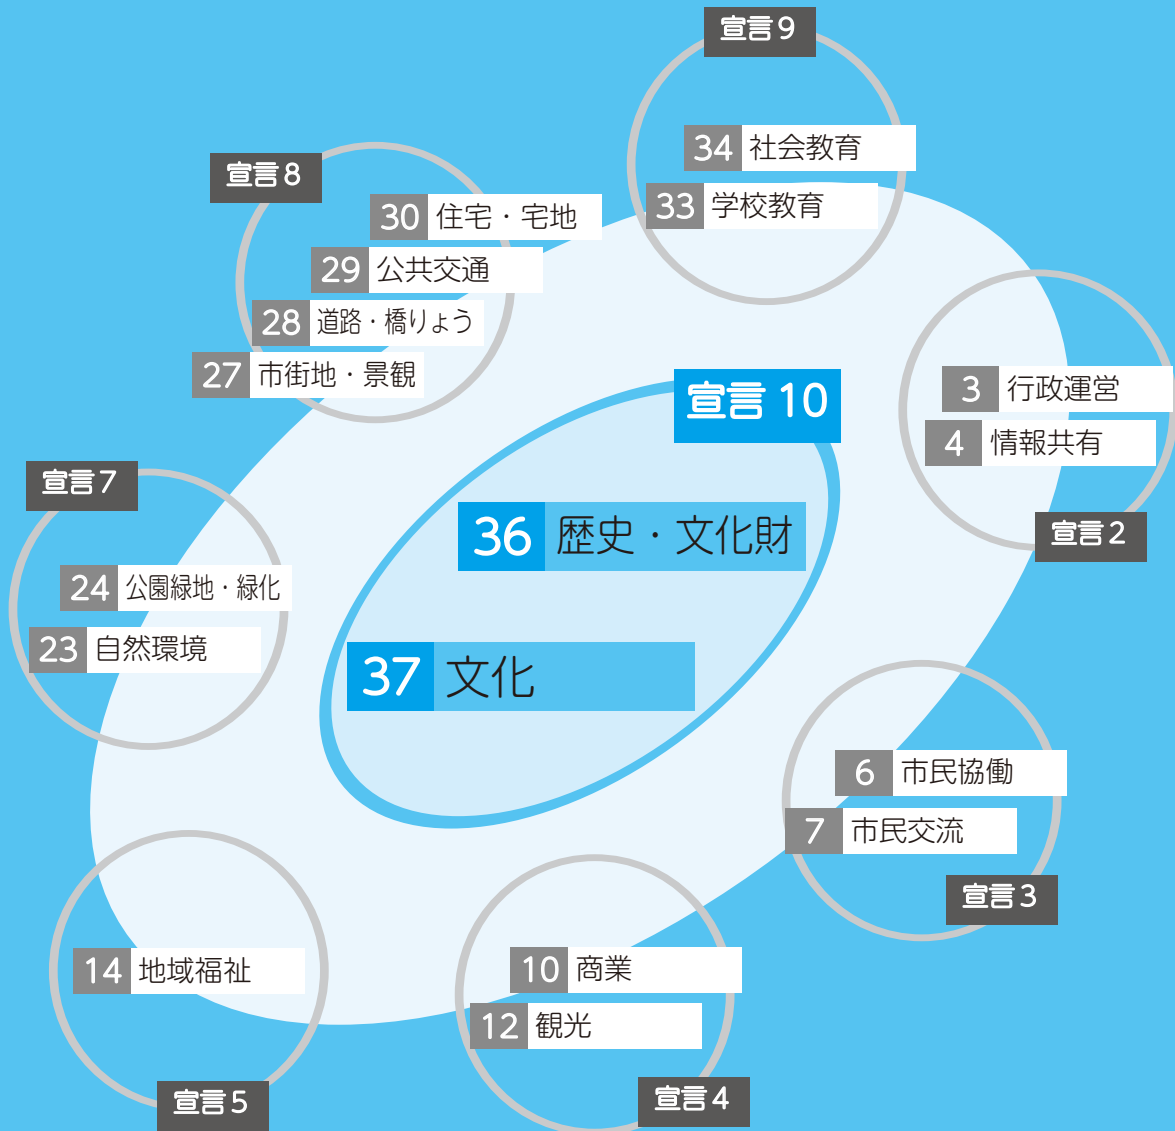 宣言9
34 社会教育
33 学校教育
宣言8
30 住宅・宅地
29 公共交通
28 道路・橋りょう
27 市街地・景観
宣言 10
36 歴史・文化財
37 文化
3 行政運営
4 情報共有
宣言2
宣言7
24 公園緑地・緑化
23 自然環境
6 市民協働
7 市民交流
宣言3
14 地域福祉
宣言5
10 商業
12 観光
宣言4